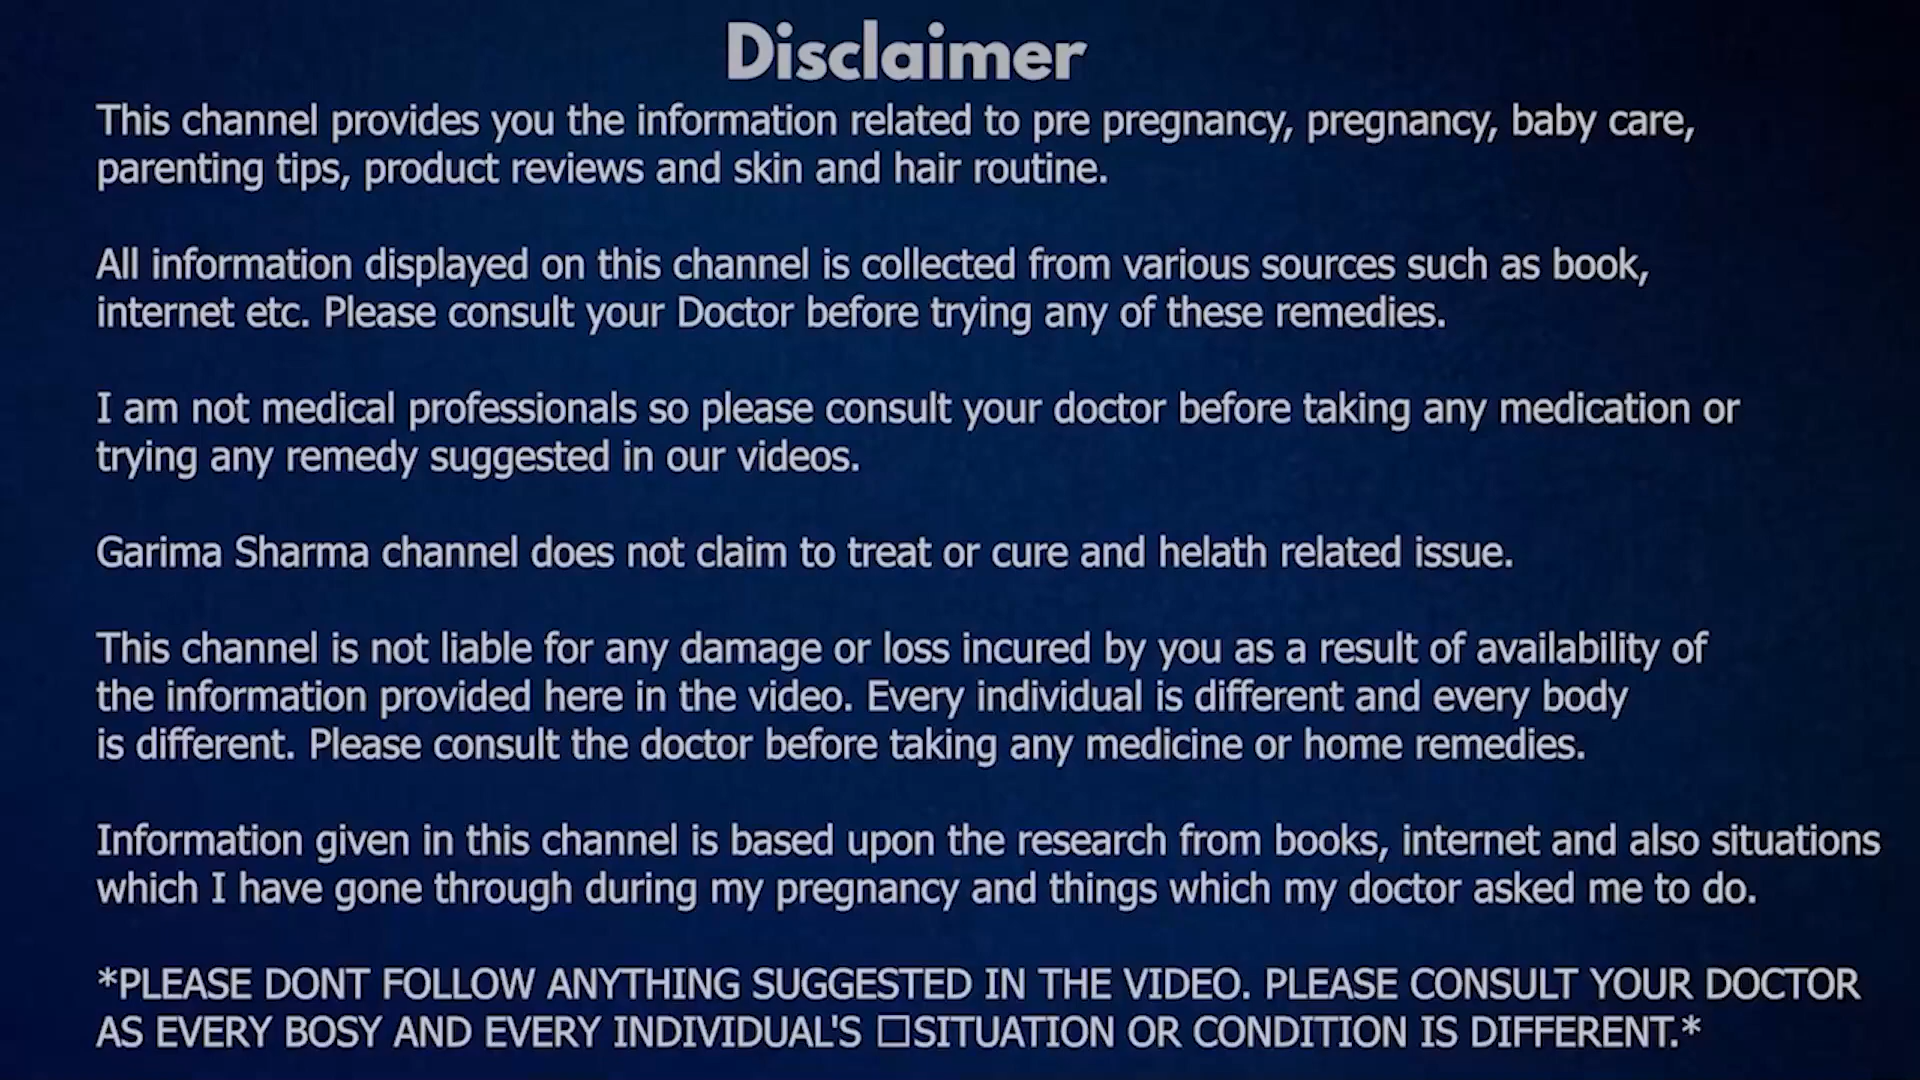 Disclaimer
This channel provides you the information related to pre pregnancy, pregnancy, baby care,
parenting tips, product reviews and skin and hair routine.
All information displayed on this channel is collected from various sources such as book,
internet etc. Please consult your Doctor before trying any of these remedies.
I am not medical professionals so please consult your doctor before taking any medication or
trying any remedy suggested in our videos.
Garima Sharma channel does not claim to treat or cure and helath related issue.
This channel is not liable for any damage or loss incured by you as a result of availability of
the information provided here in the video. Every individual is different and every body
is different. Please consult the doctor before taking any medicine or home remedies.
Information given in this channel is based upon the research from books, internet and also situations
which I have gone through during my pregnancy and things which my doctor asked me to do.
*PLEASE DONT FOLLOW ANYTHING SUGGESTED IN THE VIDEO. PLEASE CONSULT YOUR DOCTOR
AS EVERY BOSY AND EVERY INDIVIDUAL'S □SITUATION OR CONDITION IS DIFFERENT.*